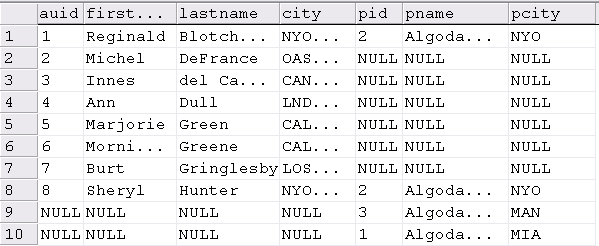 auid first... lastname city pid pname pcity
1 1 Reginald Blotch... NYO... 2 Algoda... NYO
2 2 Michel DeFrance OAS... NULL NULL NULL
3 3 Innes del Ca... CAN... NULL NULL NULL
4 4 Ann Dull LND... NULL NULL NULL
5 5 Marjorie Green CAL... NULL NULL NULL
6 6 Morni... Greene CAL... NULL NULL NULL
7 7 Burt Gringlesby LOS... NULL NULL NULL
8 8 Sheryl Hunter NYO... 2 Algoda... NYO
9 NULL NULL NULL NULL 3 Algoda... MAN
10 NULL NULL NULL NULL 1 Algoda... MIA